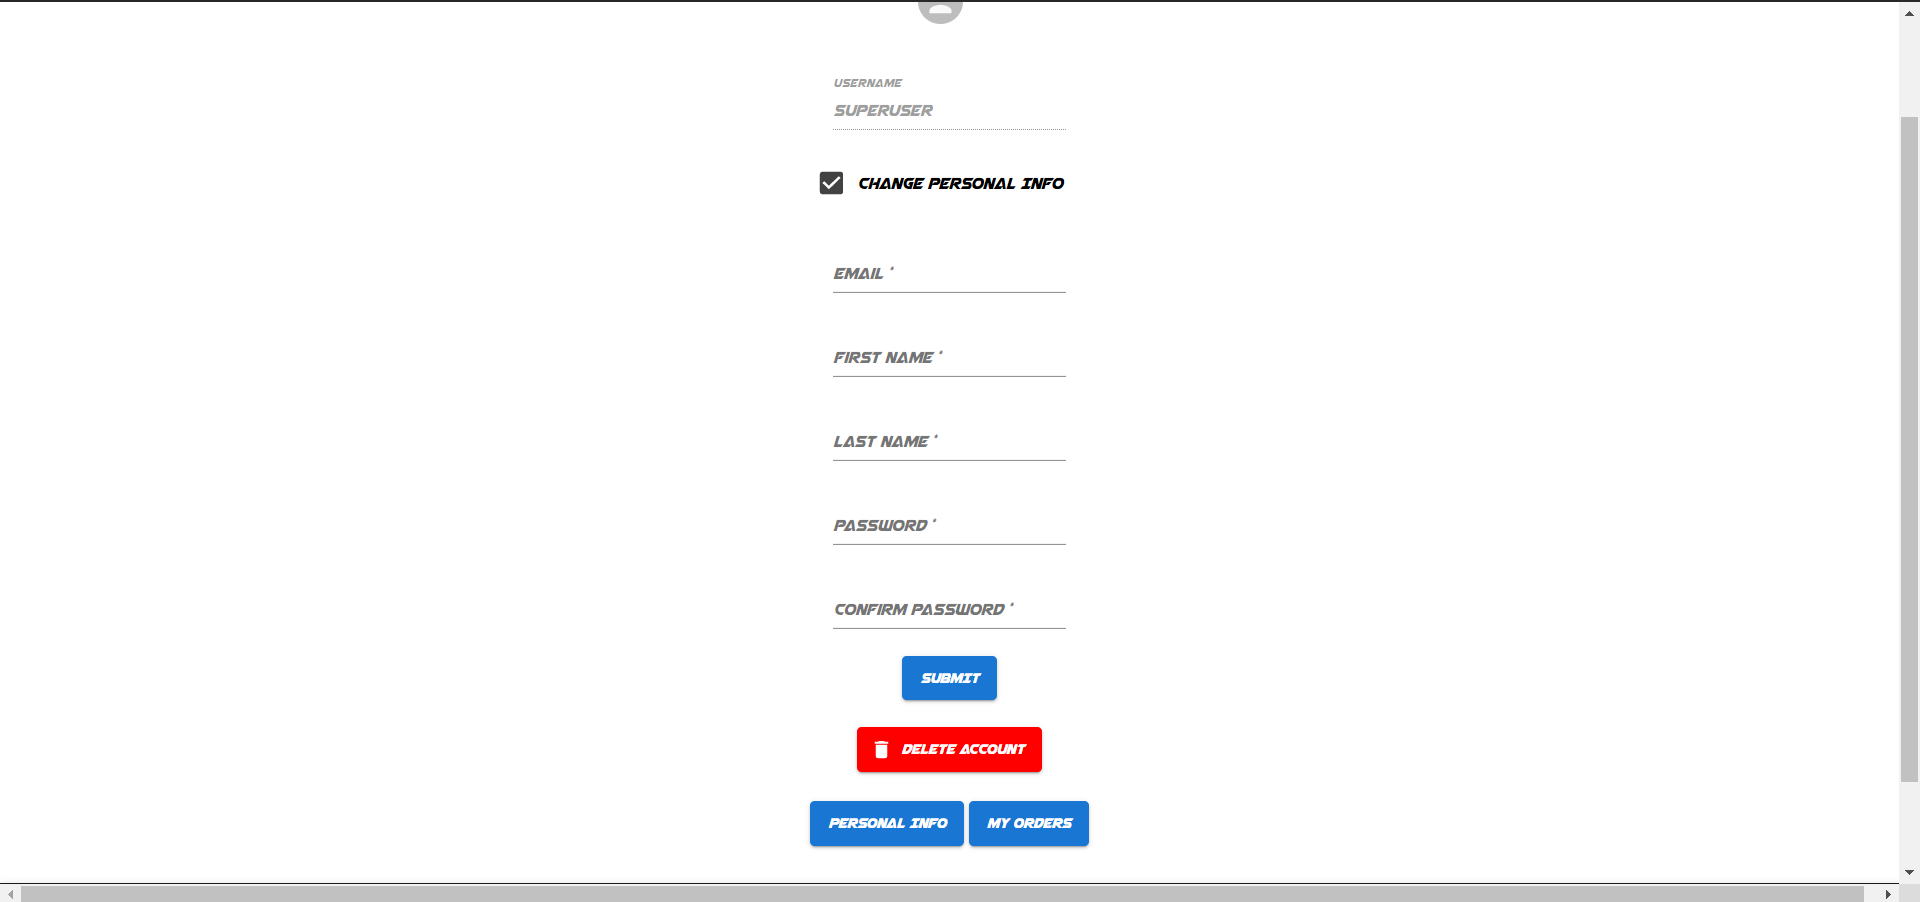 USERNAME
SUPERUSER
CHANGE PERSONAL INFO
EMAIL *
FIRST NAME *
LAST NAME *
PASSWORD *
CONFIRM PASSWORD *
SUBMIT
DELETE ACCOUNT
PERSONAL INFO MY ORDERS